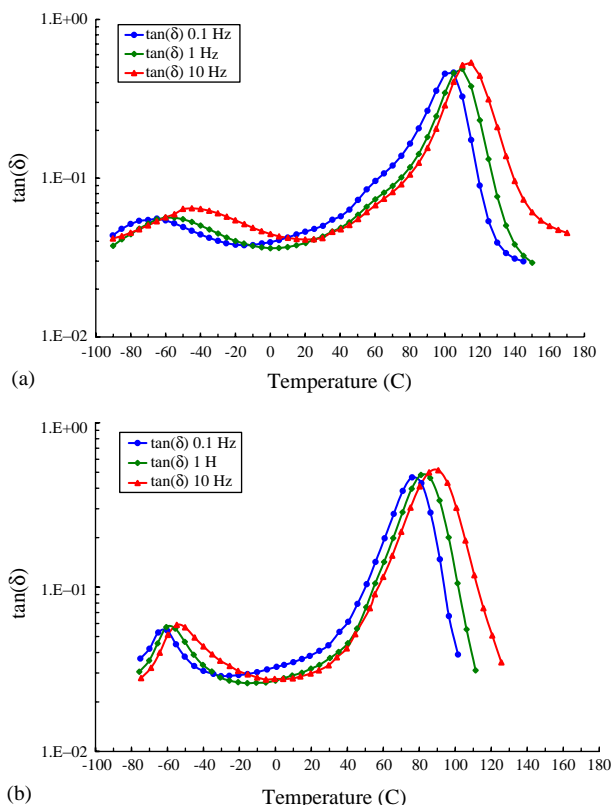 1.E+00
tan(δ) 0.1 Hz
tan(δ) 1 Hz
tan(δ) 10 Hz
tan(δ)
1.E–01
1.E–02
-100 -80 -60 -40 -20 0 20 40 60 80 100 120 140 160 180
Temperature (C)
(a)
1.E+00
tan(δ) 0.1 Hz
tan(δ) 1 H
tan(δ) 10 Hz
tan(δ)
1.E–01
1.E–02
-100 -80 -60 -40 -20 0 20 40 60 80 100 120 140 160 180
Temperature (C)
(b)